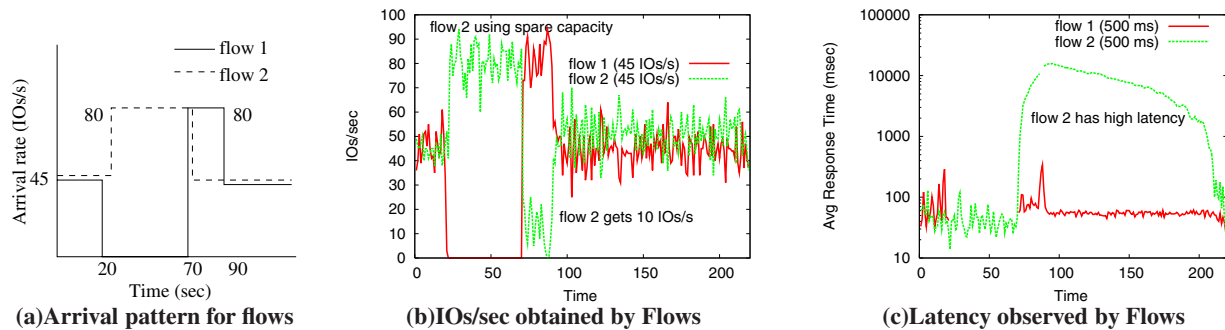 flow 1
flow 2
Arrival rate (IOs/s)
80
80
45
20
70
90
Time (sec)
(a)Arrival pattern for flows
100
90
80
70
60
50
40
30
20
10
0
IOs/sec
flow 2 using spare capacity
flow 1 (45 IOs/s)
flow 2 (45 IOs/s)
flow 2 gets 10 IOs/s
0
50
100
150
200
Time
(b)IOs/sec obtained by Flows
100000
10000
1000
100
10
Avg Response Time (msec)
flow 1 (500 ms)
flow 2 (500 ms)
flow 2 has high latency
0
50
100
150
200
Time
(c)Latency observed by Flows